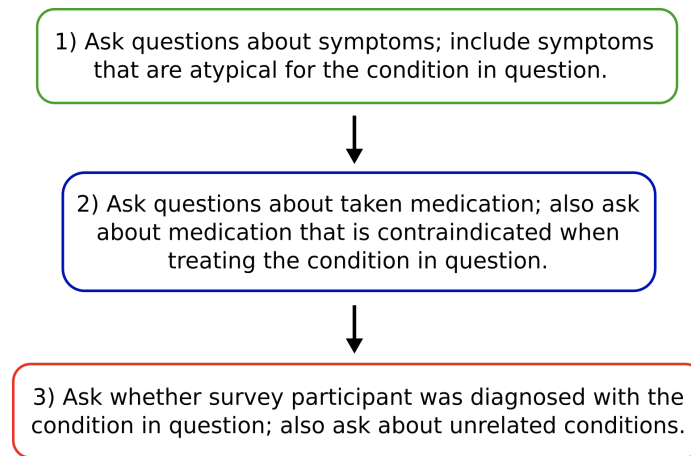 1) Ask questions about symptoms; include symptoms
that are atypical for the condition in question.
2) Ask questions about taken medication; also ask
about medication that is contraindicated when
treating the condition in question.
3) Ask whether survey participant was diagnosed with the
condition in question; also ask about unrelated conditions.